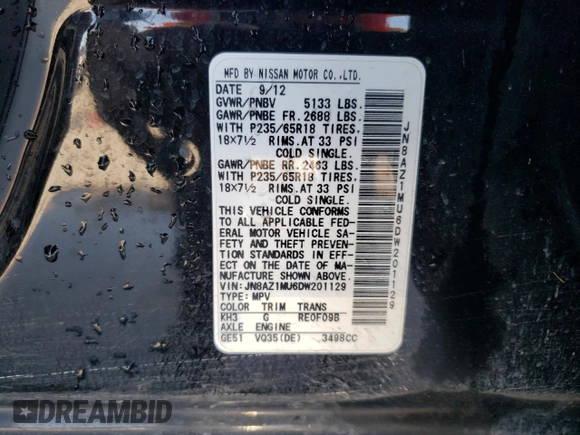 MFD BY NISSAN MOTOR CO.,LTD.
DATE 9/12
GVWR/PNBV 5133 LBS.
GAWR/PNBE FR. 2688 LBS.
WITH P235/65R18 TIRES.
18X7½ RIMS.AT 33 PSI
COLD SINGLE.
GAWR/PNBE RR. 2463 LBS.
WITH P235/65R18 TIRES.
18X7½ RIMS.AT 33 PSI
COLD SINGLE.
THIS VEHICLE CONFORMS
TO ALL APPLICABLE FED-
ERAL MOTOR VEHICLE SA-
FETY AND THEFT PREVEN-
TION STANDARDS IN EFF-
ECT ON THE DATE OF MA-
NUFACTURE SHOWN ABOVE.
VIN: JN8AZ1MU6DW201129
TYPE: MPV
COLOR TRIM TRANS
KH3 G RE0F09B
AXLE ENGINE
GE51 VQ35(DE) 3498CC
JN8AZ1MU6DW201129
DREAMBID